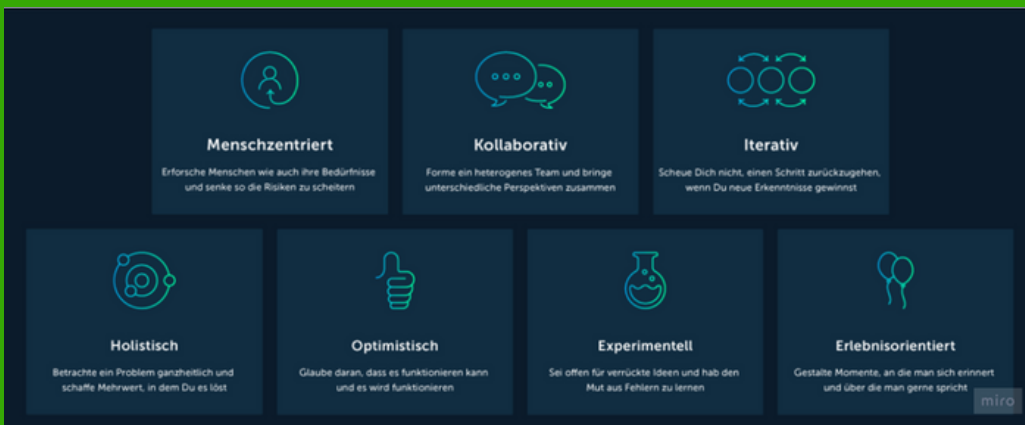 Menschzentriert
Erforsche Menschen wie auch ihre Bedürfnisse
und senke so die Risiken zu scheitern
Kollaborativ
Forme ein heterogenes Team und bringe
unterschiedliche Perspektiven zusammen
Iterativ
Scheue Dich nicht, einen Schritt zurückzugehen,
wenn Du neue Erkenntnisse gewinnst
Holistisch
Betrachte ein Problem ganzheitlich und
schaffe Mehrwert, in dem Du es löst
Optimistisch
Glaube daran, dass es funktionieren kann
und es wird funktionieren
Experimentell
Sei offen für verrückte Ideen und hab den
Mut aus Fehlern zu lernen
Erlebnisorientiert
Gestalte Momente, an die man sich erinnert
und über die man gerne spricht
miro